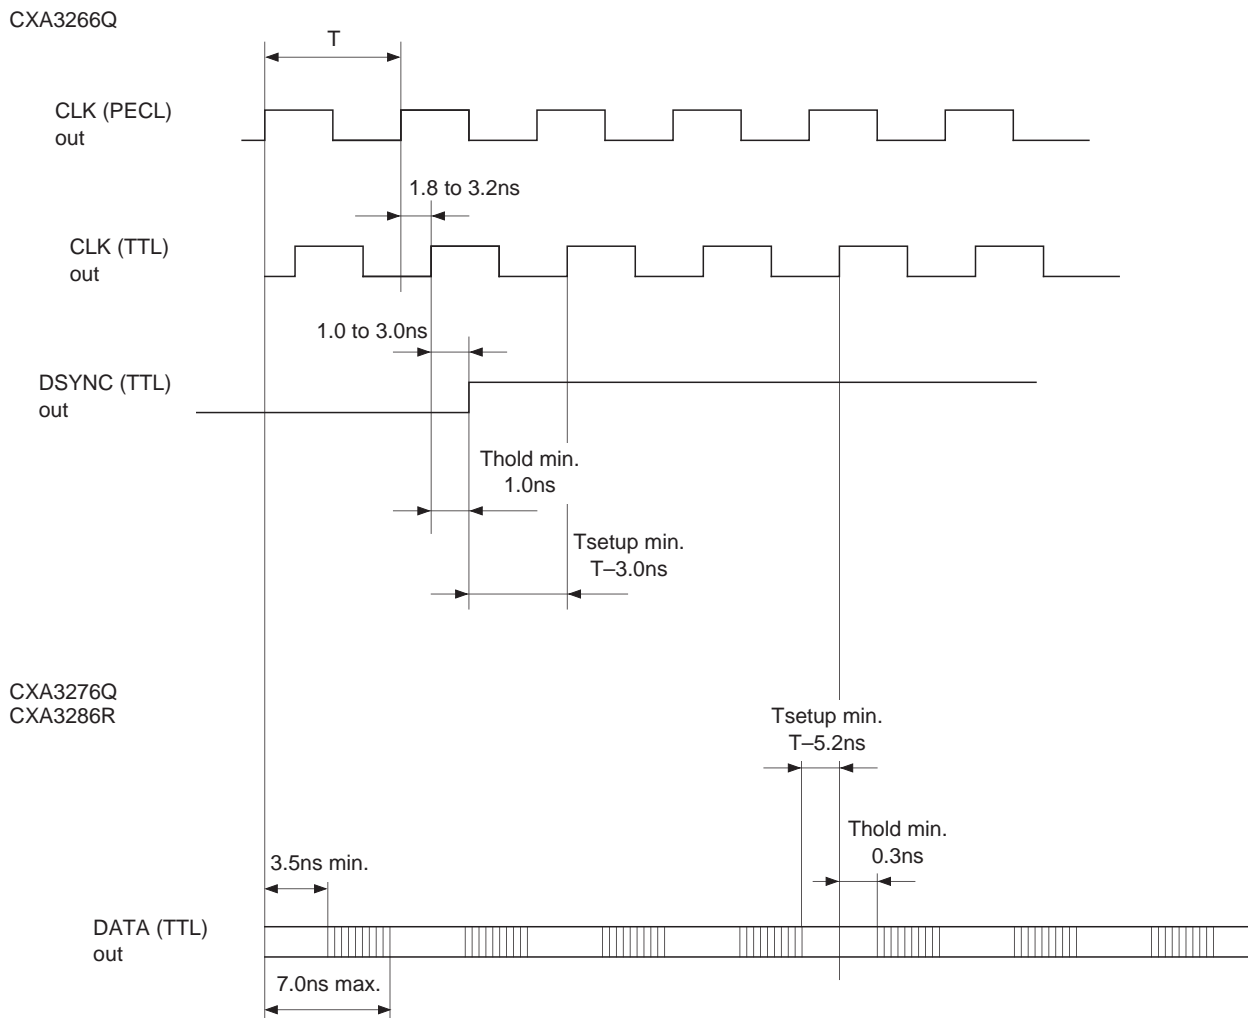 CXA3266Q
T
CLK (PECL)
out
1.8 to 3.2ns
CLK (TTL)
out
1.0 to 3.0ns
DSYNC (TTL)
out
Thold min.
1.0ns
Tsetup min.
T–3.0ns
CXA3276Q
CXA3286R
Tsetup min.
T–5.2ns
Thold min.
0.3ns
3.5ns min.
DATA (TTL)
out
7.0ns max.